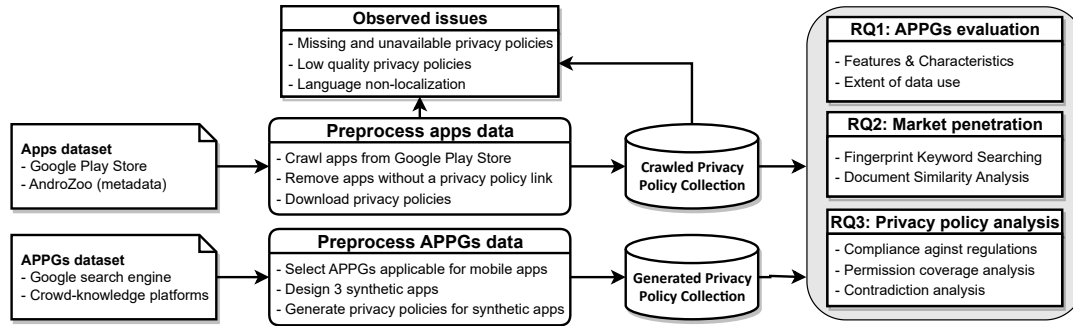 Observed issues
- Missing and unavailable privacy policies
- Low quality privacy policies
- Language non-localization
Apps dataset
- Google Play Store
- AndroZoo (metadata)
Preprocess apps data
- Crawl apps from Google Play Store
- Remove apps without a privacy policy link
- Download privacy policies
Crawled Privacy
Policy Collection
APPGs dataset
- Google search engine
- Crowd-knowledge platforms
Preprocess APPGs data
- Select APPGs applicable for mobile apps
- Design 3 synthetic apps
- Generate privacy policies for synthetic apps
Generated Privacy
Policy Collection
RQ1: APPGs evaluation
- Features & Characteristics
- Extent of data use
RQ2: Market penetration
- Fingerprint Keyword Searching
- Document Similarity Analysis
RQ3: Privacy policy analysis
- Compliance aginst regulations
- Permission coverage analysis
- Contradiction analysis